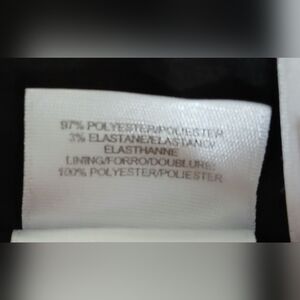 97% POLYESTER/POLIESTER
3% ELASTANE/ELASTANO/
ELASTHANNE
LINING/FORRO/DOUBLURE:
100% POLYESTER/POLIESTER